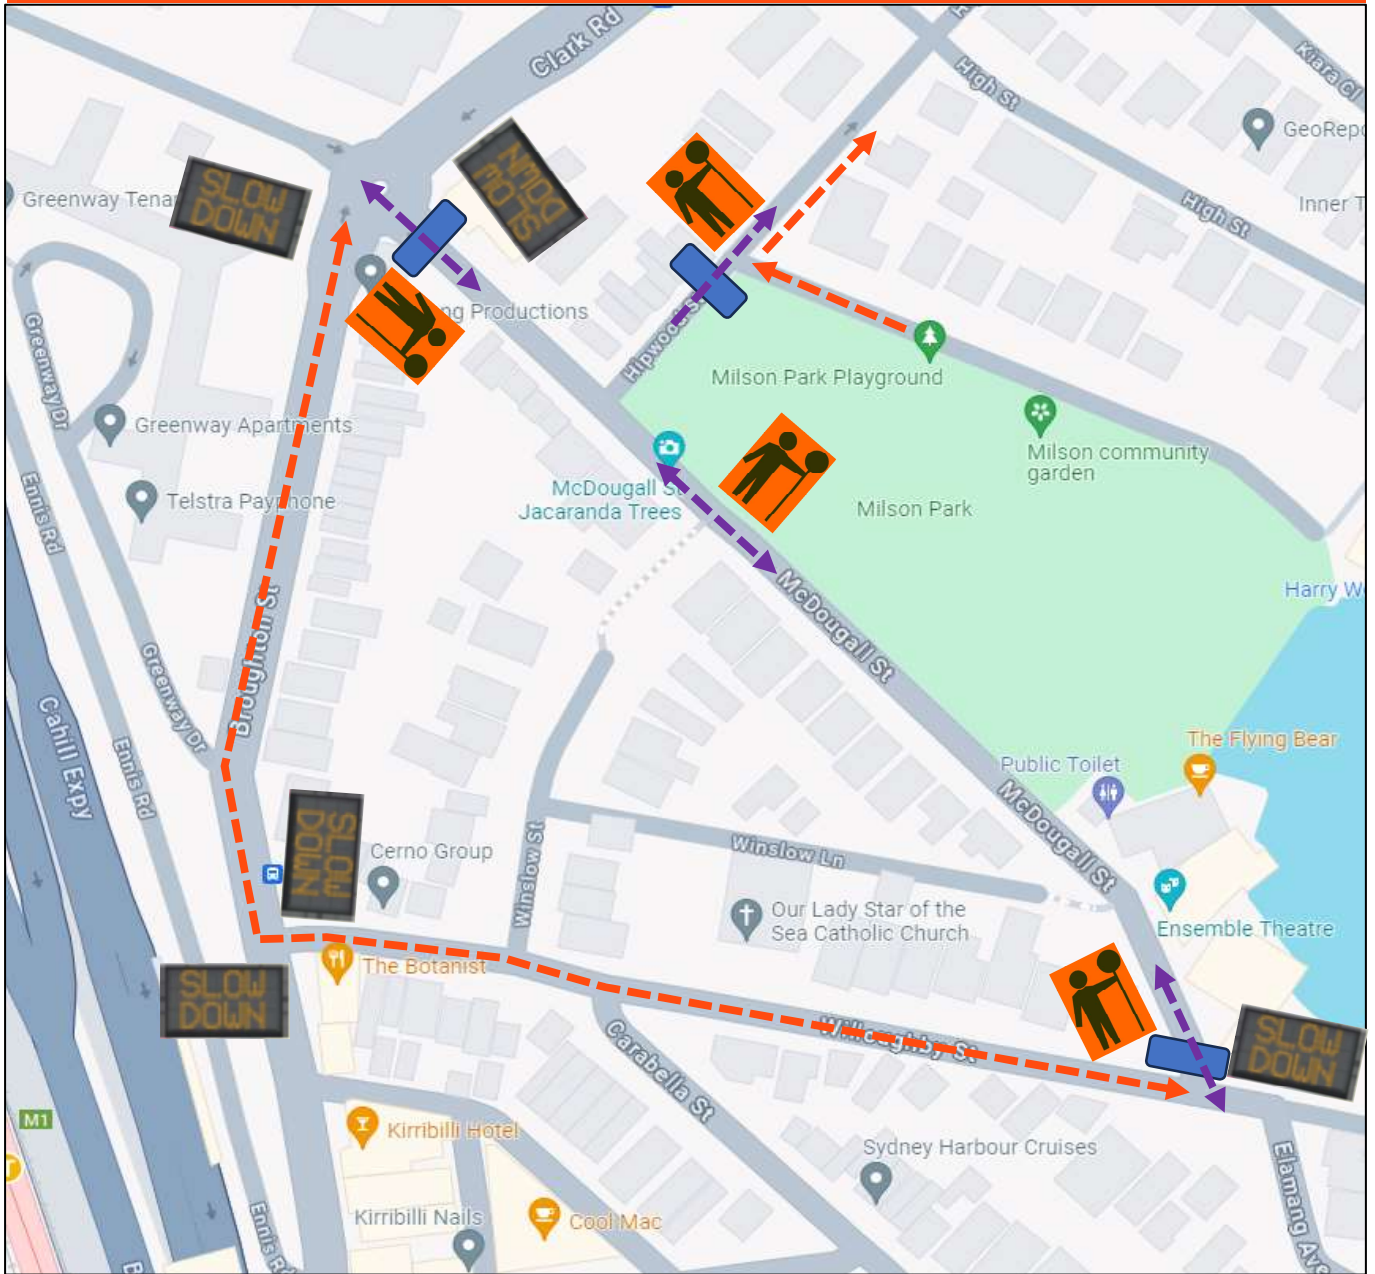 Clark Rd
Kiara Cl
High St
GeoRepo
SLOW
DOWN
SLOW
DOWN
Greenway Tena
Inner T
High St
ng Productions
Hipwood S
Greenway Dr
Milson Park Playground
Greenway Apartments
Milson community
garden
McDougall St
Jacaranda Trees
Telstra Payphone
Milson Park
Ennis Rd
Harry W
McDougall St
Broughton St
Greenway Dr
Cahill Expy
Ennis Rd
The Flying Bear
Public Toilet
McDougall St
SLOW
DOWN
Cerno Group
Winslow St
Winslow Ln
Our Lady Star of the
Sea Catholic Church
Ensemble Theatre
The Botanist
SLOW
DOWN
Willoughby St
SLOW
DOWN
Carabella St
M1
Kirribilli Hotel
Sydney Harbour Cruises
Elamang Ave
Kirribilli Nails
Cool Mac
Ennis Rd
B